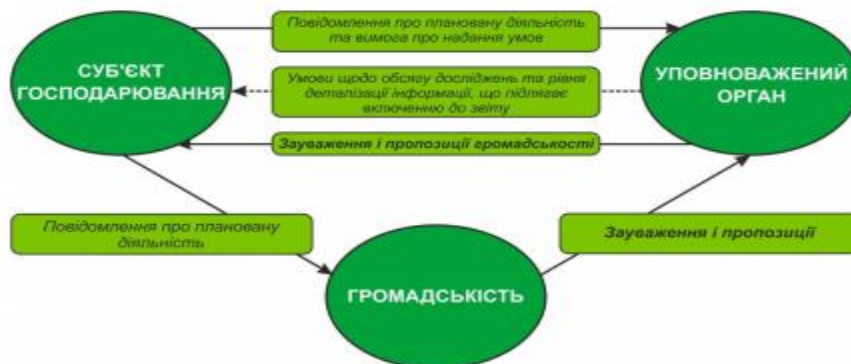 Повідомлення про плановану діяльність
та вимога про надання умов
СУБ'ЄКТ
ГОСПОДАРЮВАННЯ
Умови щодо обсягу досліджень та рівня
деталізації інформації, що підлягає
включенню до звіту
УПОВНОВАЖЕНИЙ
ОРГАН
Зауваження і пропозиції громадськості
Повідомлення про плановану
діяльність
Зауваження і пропозиції
ГРОМАДСЬКІСТЬ